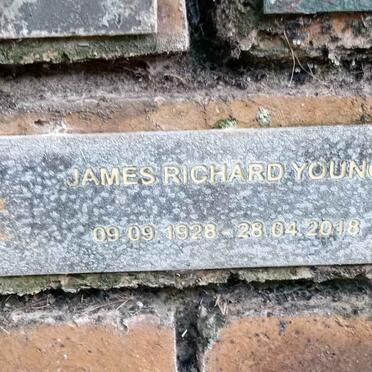 JAMES RICHARD YOUNG
09.09.1928 - 28.04.2018